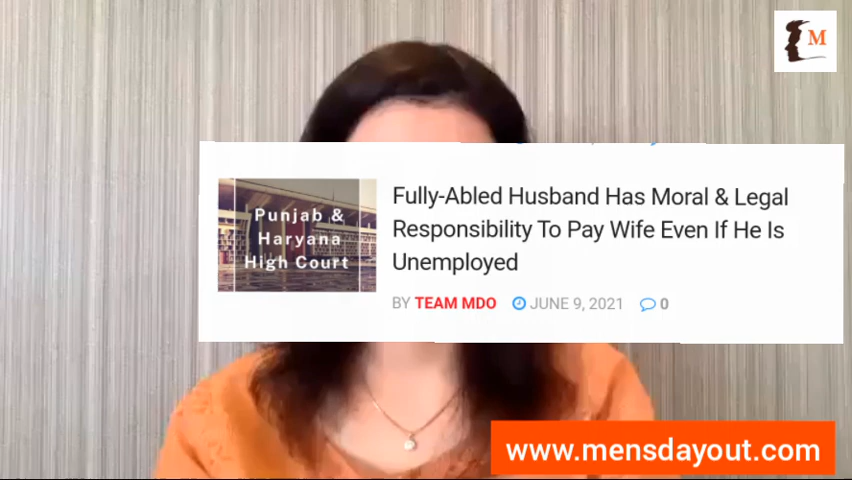 M
Punjab &
Haryana
High Court
Fully-Abled Husband Has Moral & Legal
Responsibility To Pay Wife Even If He Is
Unemployed
BY TEAM MDO JUNE 9, 2021 0
www.mensdayout.com